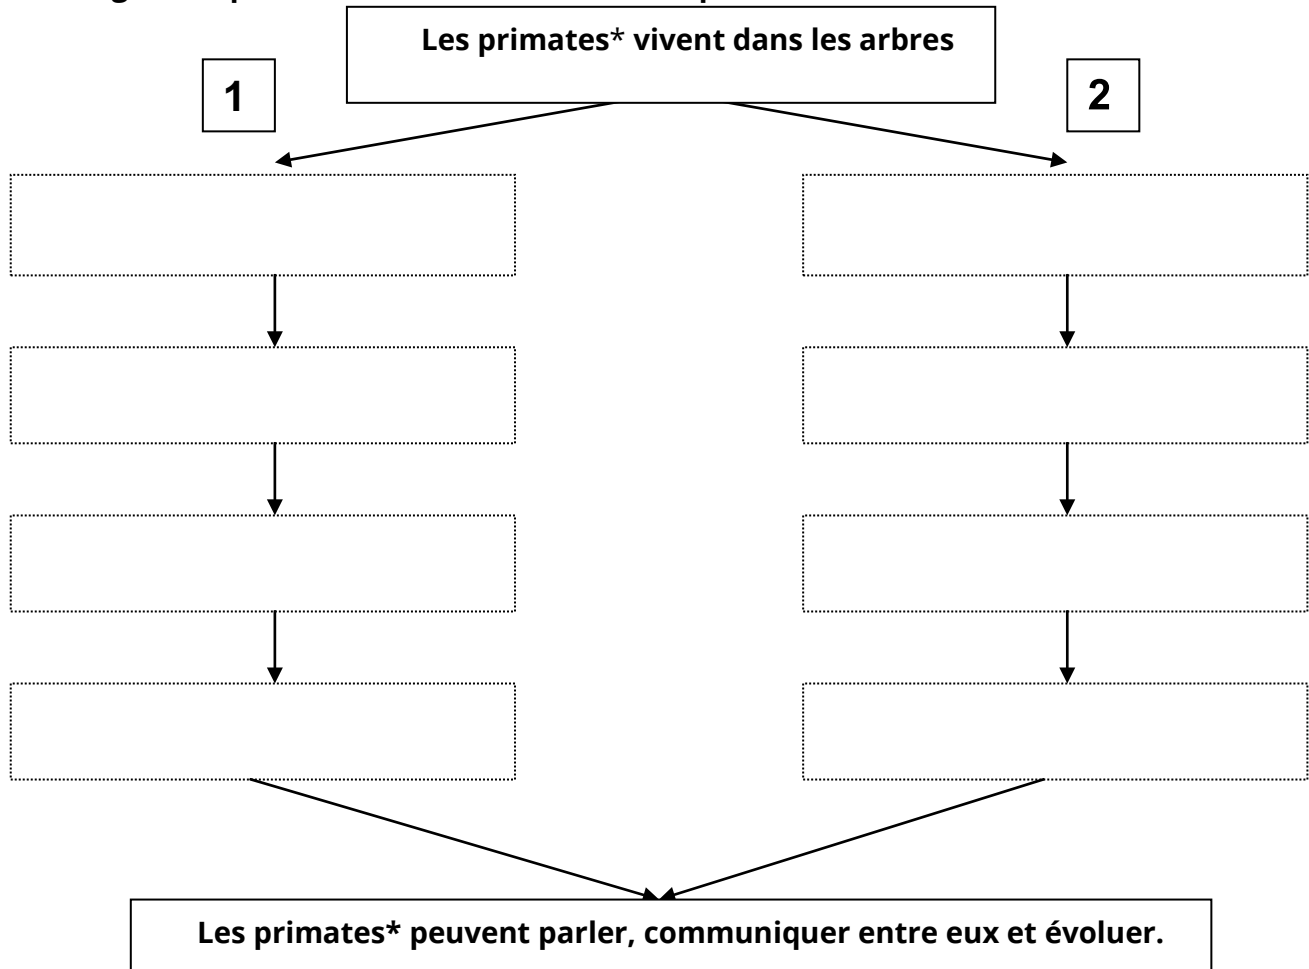 Les primates* vivent dans les arbres
1
2
Les primates* peuvent parler, communiquer entre eux et évoluer.